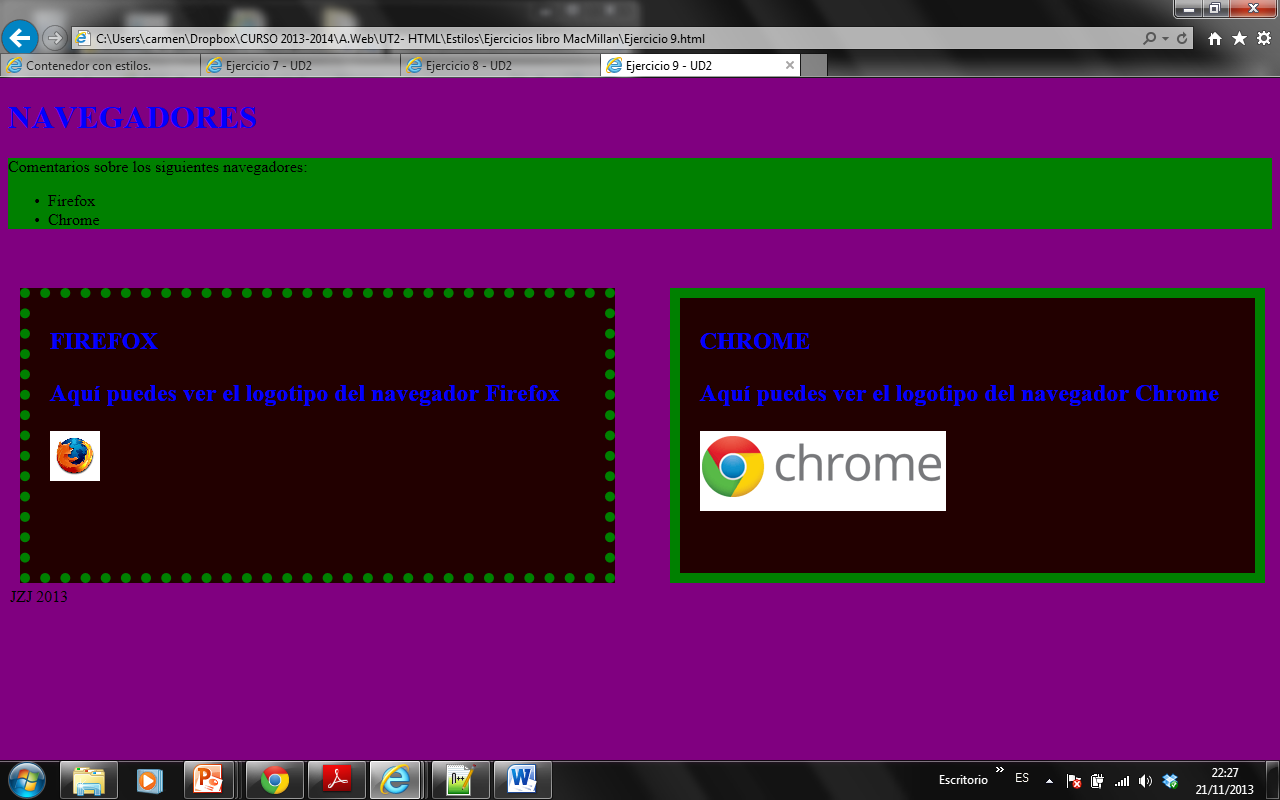 C:\Users\carmen\Dropbox\CURSO 2013-2014\A.Web\UT2- HTML\Estilos\Ejercicios libro MacMillan\Ejercicio 9.html
Contenedor con estilos.
Ejercicio 7 - UD2
Ejercicio 8 - UD2
Ejercicio 9 - UD2
NAVEGADORES
Comentarios sobre los siguientes navegadores:
• Firefox
• Chrome
FIREFOX
Aquí puedes ver el logotipo del navegador Firefox
CHROME
Aquí puedes ver el logotipo del navegador Chrome
chrome
JZJ 2013
Escritorio
ES
22:27
21/11/2013